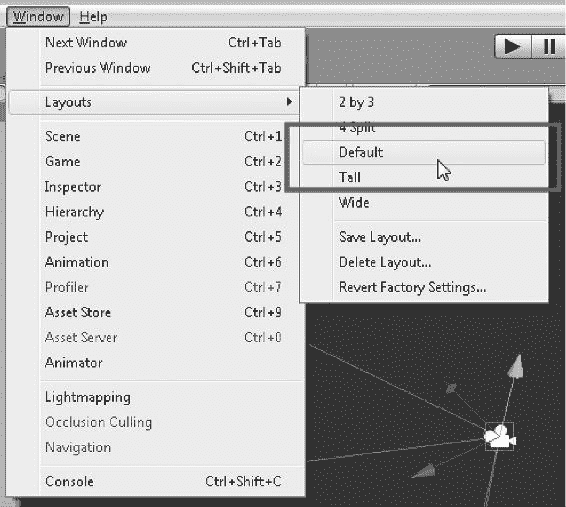 Window Help
Next Window Ctrl+Tab
Previous Window Ctrl+Shift+Tab
Layouts
Scene Ctrl+1
Game Ctrl+2
Inspector Ctrl+3
Hierarchy Ctrl+4
Project Ctrl+5
Animation Ctrl+6
Profiler Ctrl+7
Asset Store Ctrl+9
Asset Server Ctrl+0
Animator
Lightmapping
Occlusion Culling
Navigation
Console Ctrl+Shift+C
2 by 3
4 Split
Default
Tall
Wide
Save Layout...
Delete Layout...
Revert Factory Settings...